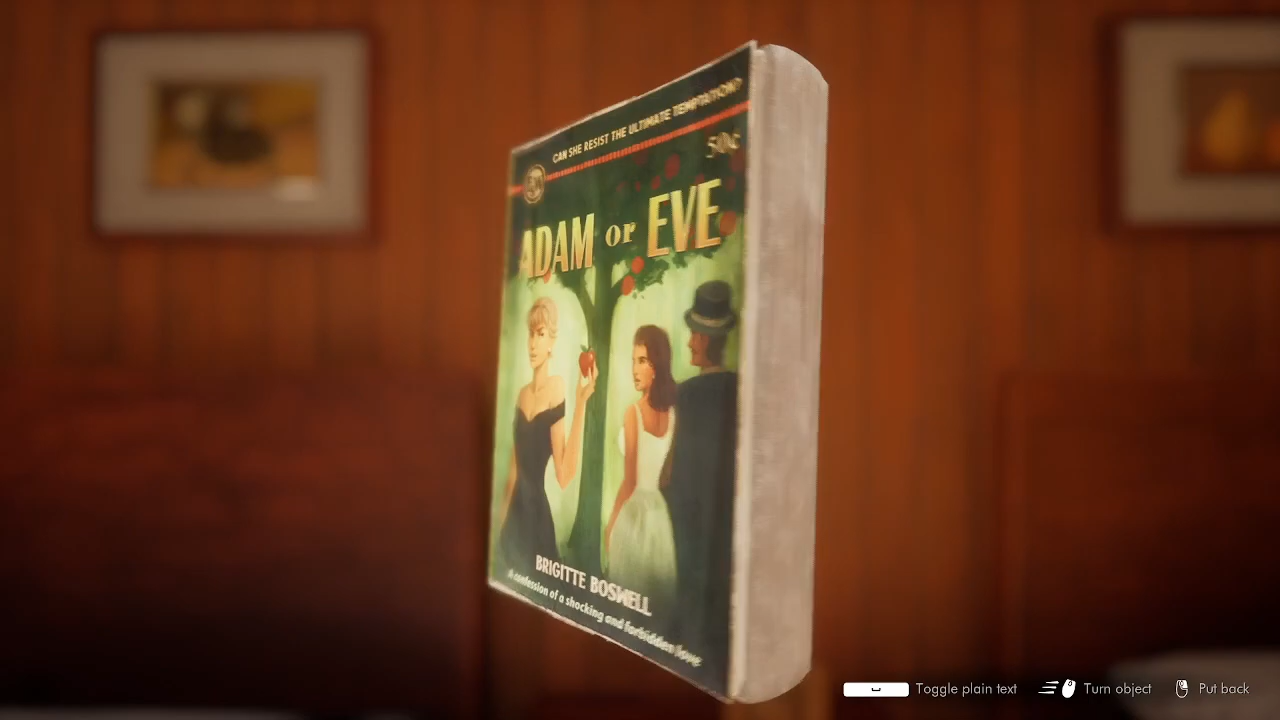 CAN SHE RESIST THE ULTIMATE TEMPTATION?
50¢
ADAM or EVE
BRIGITTE BOSWELL
A confession of a shocking and forbidden love
Toggle plain text
Turn object
Put back